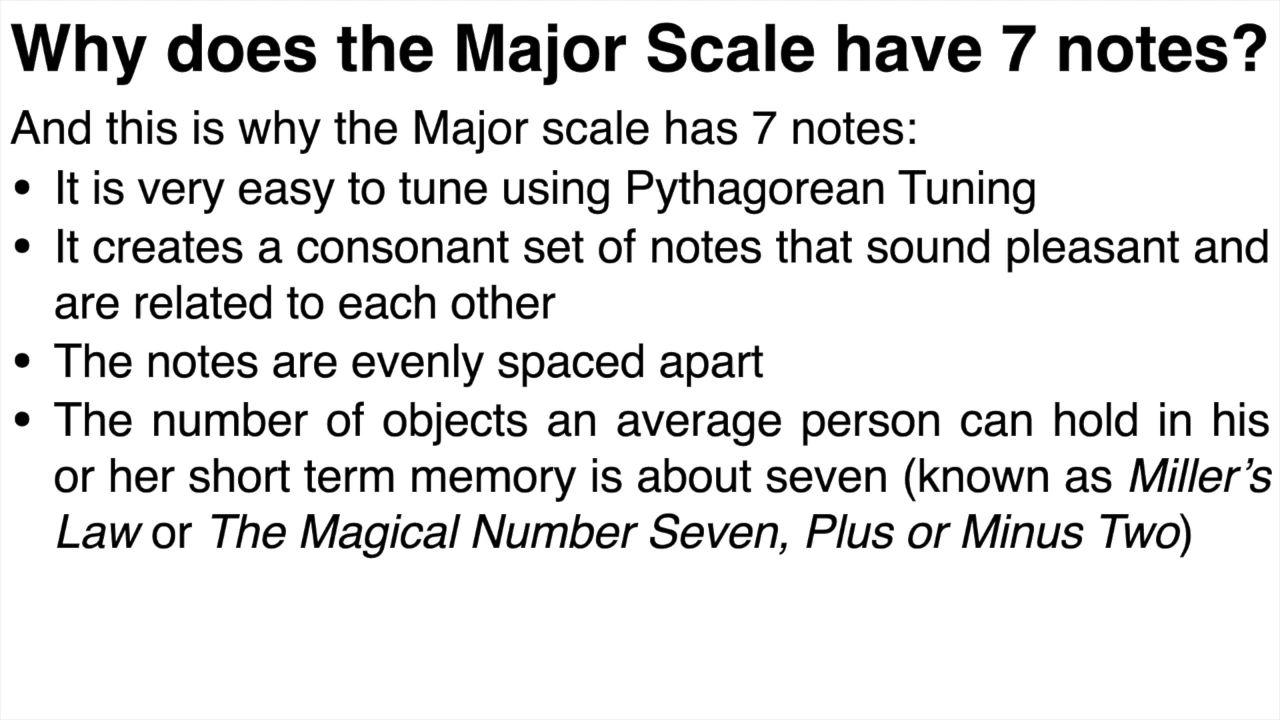 Why does the Major Scale have 7 notes?
And this is why the Major scale has 7 notes:
• It is very easy to tune using Pythagorean Tuning
• It creates a consonant set of notes that sound pleasant and
are related to each other
• The notes are evenly spaced apart
• The number of objects an average person can hold in his
or her short term memory is about seven (known as Miller’s
Law or The Magical Number Seven, Plus or Minus Two)